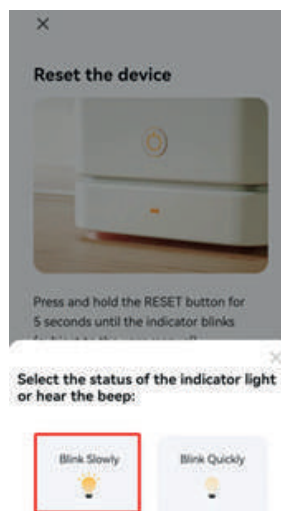 Reset the device
Press and hold the RESET button for
5 seconds until the indicator blinks
Select the status of the indicator light
or hear the beep:
Blink Slowly
Blink Quickly